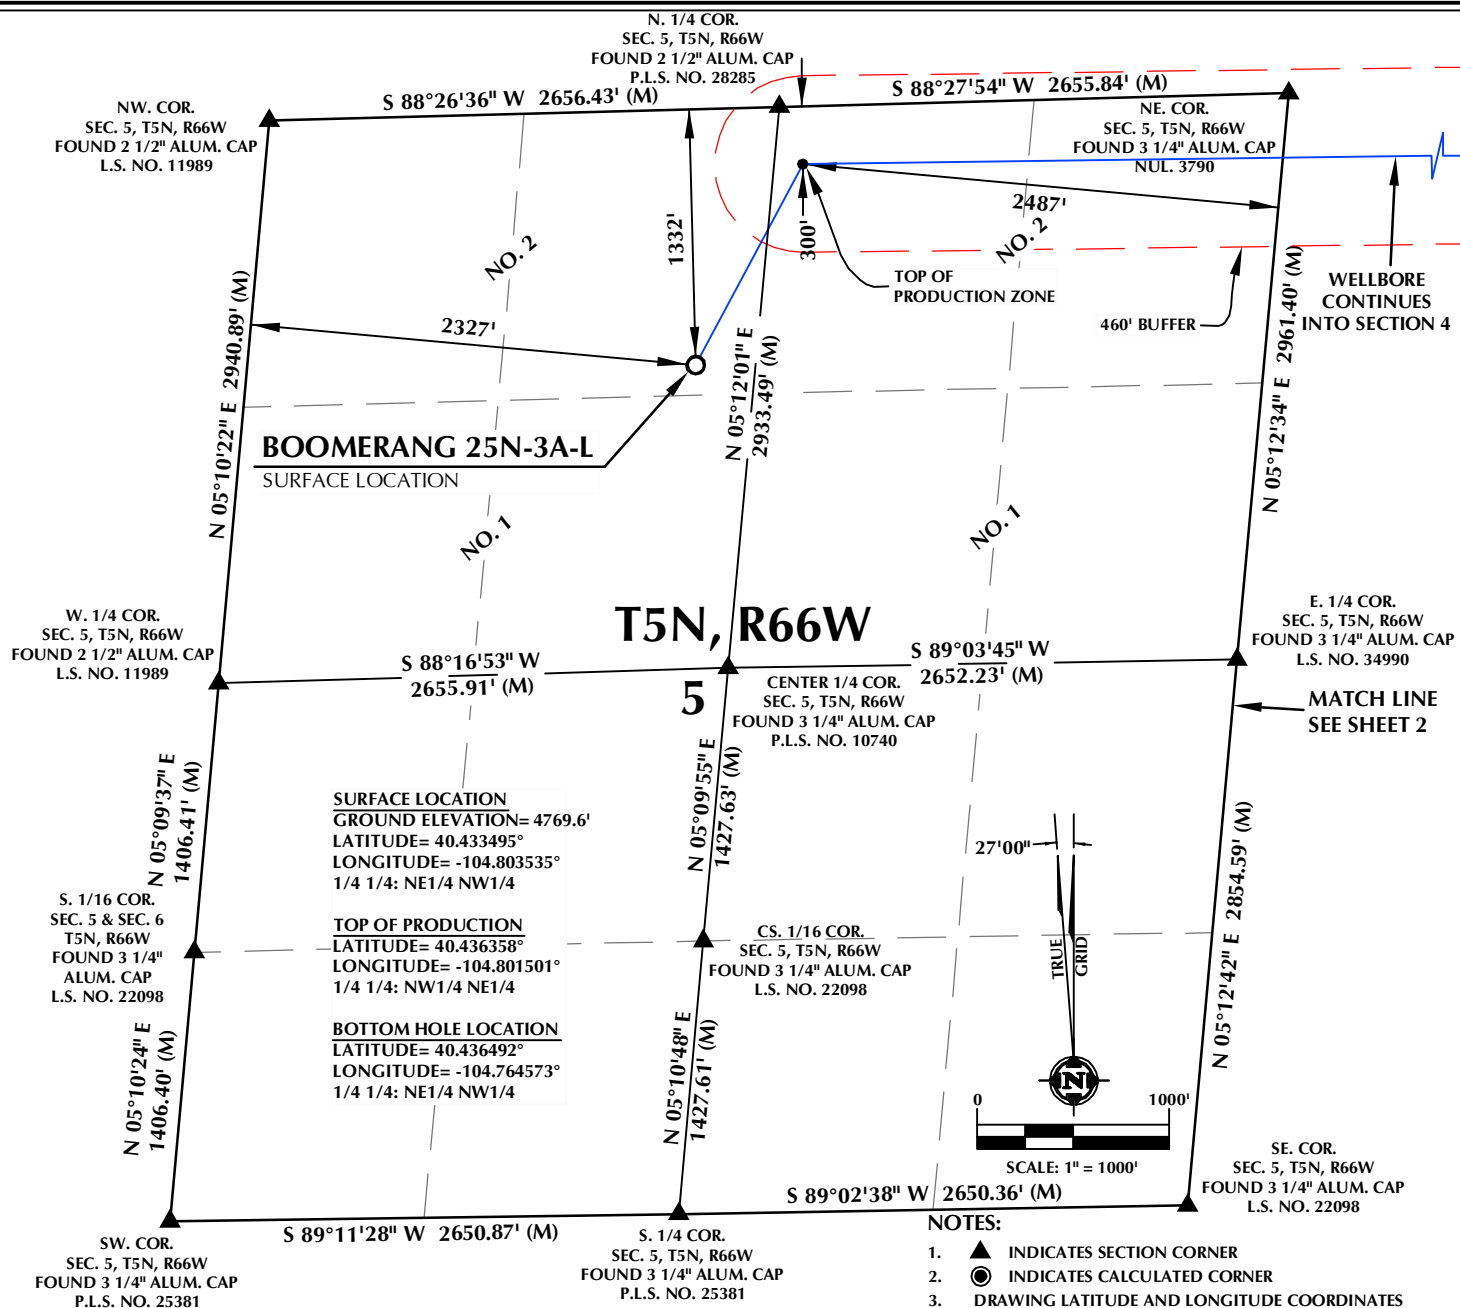 N. 1/4 COR.
SEC. 5, T5N, R66W
FOUND 2 1/2" ALUM. CAP
P.L.S. NO. 28285
NW. COR.
SEC. 5, T5N, R66W
FOUND 2 1/2" ALUM. CAP
L.S. NO. 11989
S 88°26'36" W 2656.43' (M)
S 88°27'54" W 2655.84' (M)
NE. COR.
SEC. 5, T5N, R66W
FOUND 3 1/4" ALUM. CAP
NUL. 3790
1332'
300'
2487'
NO. 2
NO. 2
TOP OF
PRODUCTION ZONE
460' BUFFER
WELLBORE
CONTINUES
INTO SECTION 4
2327'
N 05°10'22" E 2940.89' (M)
N 05°12'01" E
2933.49' (M)
N 05°12'34" E 2961.40' (M)
BOOMERANG 25N-3A-L
SURFACE LOCATION
NO. 1
NO. 1
T5N, R66W
5
W. 1/4 COR.
SEC. 5, T5N, R66W
FOUND 2 1/2" ALUM. CAP
L.S. NO. 11989
S 88°16'53" W
2655.91' (M)
S 89°03'45" W
2652.23' (M)
E. 1/4 COR.
SEC. 5, T5N, R66W
FOUND 3 1/4" ALUM. CAP
L.S. NO. 34990
CENTER 1/4 COR.
SEC. 5, T5N, R66W
FOUND 3 1/4" ALUM. CAP
P.L.S. NO. 10740
MATCH LINE
SEE SHEET 2
N 05°09'37" E
1406.41' (M)
N 05°09'55" E
1427.63' (M)
N 05°12'42" E 2854.59' (M)
SURFACE LOCATION
GROUND ELEVATION= 4769.6'
LATITUDE= 40.433495°
LONGITUDE= -104.803535°
1/4 1/4: NE1/4 NW1/4
TOP OF PRODUCTION
LATITUDE= 40.436358°
LONGITUDE= -104.801501°
1/4 1/4: NW1/4 NE1/4
BOTTOM HOLE LOCATION
LATITUDE= 40.436492°
LONGITUDE= -104.764573°
1/4 1/4: NE1/4 NW1/4
S. 1/16 COR.
SEC. 5 & SEC. 6
T5N, R66W
FOUND 3 1/4"
ALUM. CAP
L.S. NO. 22098
CS. 1/16 COR.
SEC. 5, T5N, R66W
FOUND 3 1/4" ALUM. CAP
L.S. NO. 22098
27'00"
TRUE
GRID
N
0 1000'
SCALE: 1" = 1000'
N 05°10'24" E
1406.40' (M)
N 05°10'48" E
1427.61' (M)
S 89°11'28" W 2650.87' (M)
S 89°02'38" W 2650.36' (M)
SE. COR.
SEC. 5, T5N, R66W
FOUND 3 1/4" ALUM. CAP
L.S. NO. 22098
SW. COR.
SEC. 5, T5N, R66W
FOUND 3 1/4" ALUM. CAP
P.L.S. NO. 25381
S. 1/4 COR.
SEC. 5, T5N, R66W
FOUND 3 1/4" ALUM. CAP
P.L.S. NO. 25381
NOTES:
1. INDICATES SECTION CORNER
2. INDICATES CALCULATED CORNER
3. DRAWING LATITUDE AND LONGITUDE COORDINATES